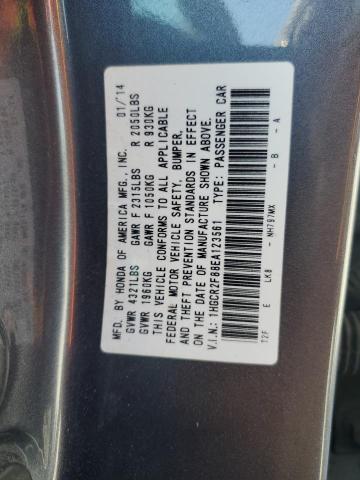 MFD. BY HONDA OF AMERICA MFG., INC. 01/14
GVWR 4321LBS GAWR F 2315LBS R 2050LBS
GVWR 1960KG GAWR F 1050KG R 930KG
THIS VEHICLE CONFORMS TO ALL APPLICABLE
FEDERAL MOTOR VEHICLE SAFETY, BUMPER,
AND THEFT PREVENTION STANDARDS IN EFFECT
ON THE DATE OF MANUFACTURE SHOWN ABOVE.
V.I.N.: 1HGCR2F88EA123561 TYPE: PASSENGER CAR
T2F E LK8 NH797MX - B - A